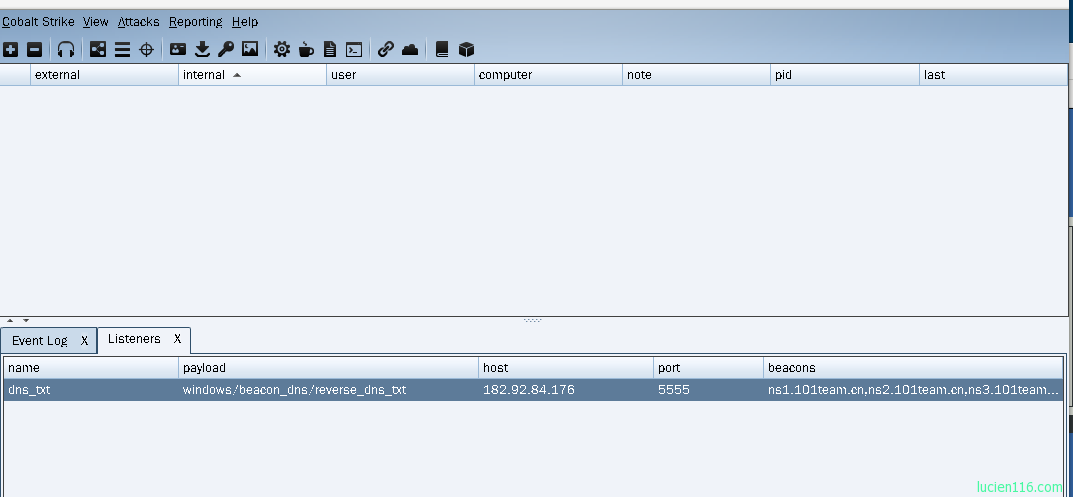 Cobalt Strike View Attacks Reporting Help
external internal user computer note pid last
Event Log X Listeners X
name payload host port beacons
dns_txt windows/beacon_dns/reverse_dns_txt 182.92.84.176 5555 ns1.101team.cn,ns2.101team.cn,ns3.101team...
lucien116.com